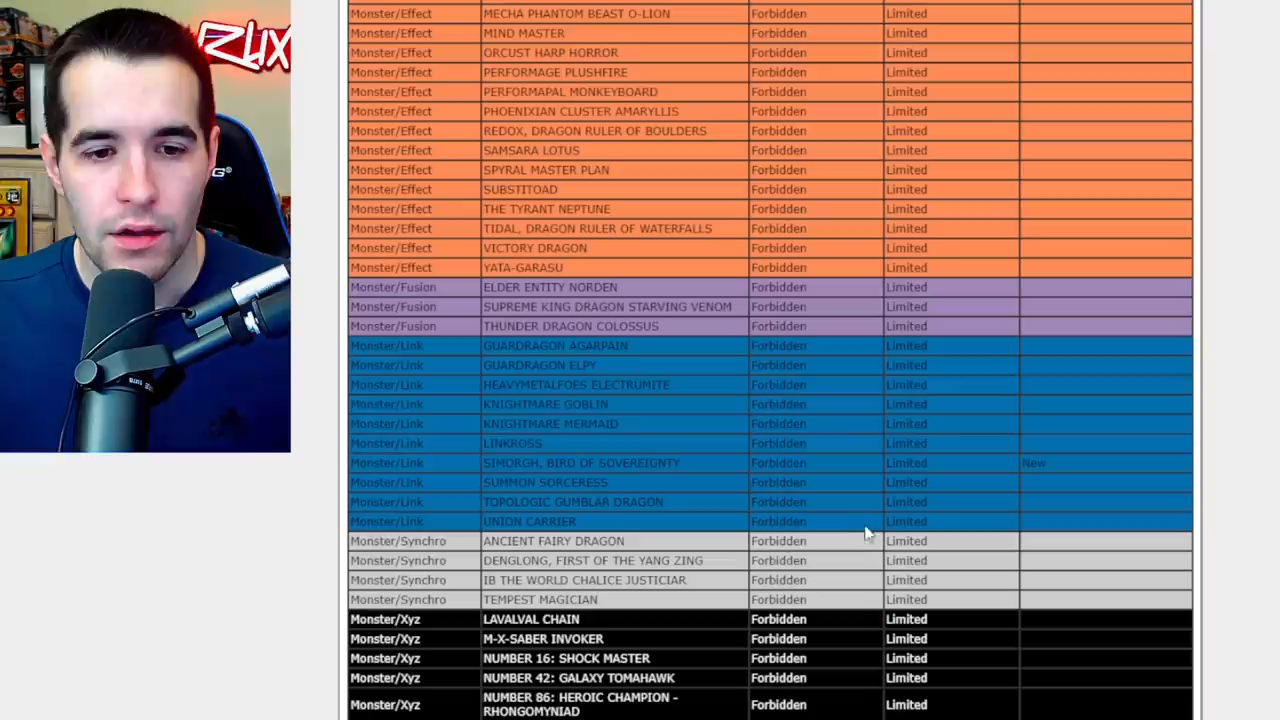 RUX
G®
Monster/Effect MECHA PHANTOM BEAST O-LION Forbidden Limited
Monster/Effect MIND MASTER Forbidden Limited
Monster/Effect ORCUST HARP HORROR Forbidden Limited
Monster/Effect PERFORMAGE PLUSHFIRE Forbidden Limited
Monster/Effect PERFORMAPAL MONKEYBOARD Forbidden Limited
Monster/Effect PHOENIXIAN CLUSTER AMARYLLIS Forbidden Limited
Monster/Effect REDOX, DRAGON RULER OF BOULDERS Forbidden Limited
Monster/Effect SAMSARA LOTUS Forbidden Limited
Monster/Effect SPYRAL MASTER PLAN Forbidden Limited
Monster/Effect SUBSTITOAD Forbidden Limited
Monster/Effect THE TYRANT NEPTUNE Forbidden Limited
Monster/Effect TIDAL, DRAGON RULER OF WATERFALLS Forbidden Limited
Monster/Effect VICTORY DRAGON Forbidden Limited
Monster/Effect YATA-GARASU Forbidden Limited
Monster/Fusion ELDER ENTITY NORDEN Forbidden Limited
Monster/Fusion SUPREME KING DRAGON STARVING VENOM Forbidden Limited
Monster/Fusion THUNDER DRAGON COLOSSUS Forbidden Limited
Monster/Link GUARDRAGON AGARPAIN Forbidden Limited
Monster/Link GUARDRAGON ELPY Forbidden Limited
Monster/Link HEAVYMETALFOES ELECTRUMITE Forbidden Limited
Monster/Link KNIGHTMARE GOBLIN Forbidden Limited
Monster/Link KNIGHTMARE MERMAID Forbidden Limited
Monster/Link LINKROSS Forbidden Limited
Monster/Link SIMORGH, BIRD OF SOVEREIGNTY Forbidden Limited New
Monster/Link SUMMON SORCERESS Forbidden Limited
Monster/Link TOPOLOGIC GUMBLAR DRAGON Forbidden Limited
Monster/Link UNION CARRIER Forbidden Limited
Monster/Synchro ANCIENT FAIRY DRAGON Forbidden Limited
Monster/Synchro DENGLONG, FIRST OF THE YANG ZING Forbidden Limited
Monster/Synchro IB THE WORLD CHALICE JUSTICIAR Forbidden Limited
Monster/Synchro TEMPEST MAGICIAN Forbidden Limited
Monster/Xyz LAVALVAL CHAIN Forbidden Limited
Monster/Xyz M-X-SABER INVOKER Forbidden Limited
Monster/Xyz NUMBER 16: SHOCK MASTER Forbidden Limited
Monster/Xyz NUMBER 42: GALAXY TOMAHAWK Forbidden Limited
Monster/Xyz NUMBER 86: HEROIC CHAMPION - Forbidden Limited
RHONGOMYNIAD